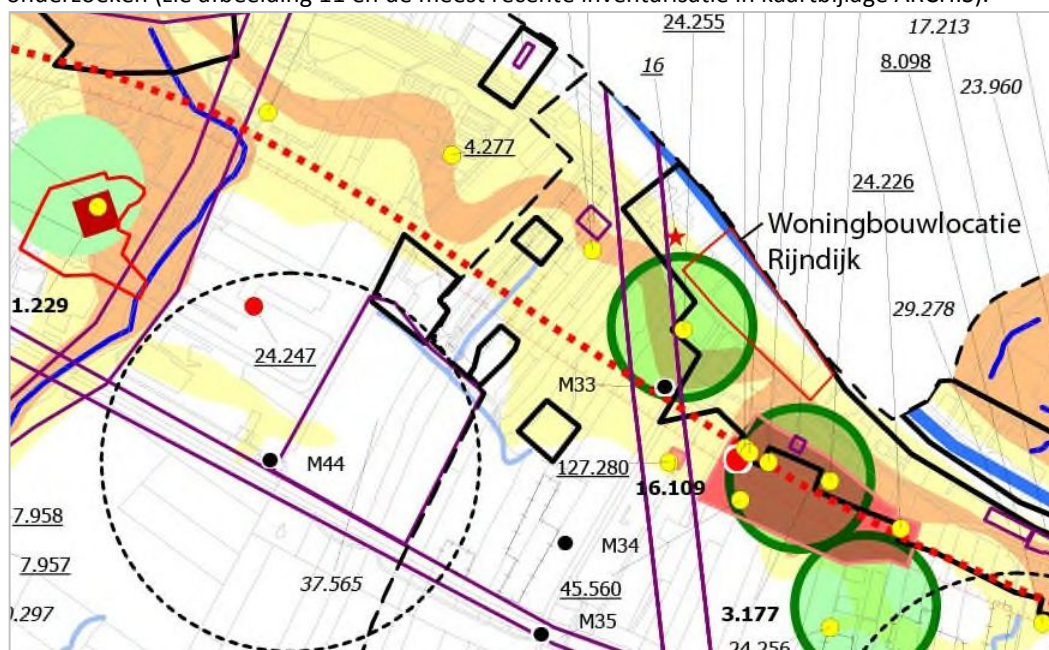 onderzoeken (zie afbeelding 11 en de meest recente inventarisatie in kaartbijlage ARCHIS).
24.255
17.213
16
8.098
23.960
4.277
24.226
Woningbouwlocatie
Rijndijk
1.229
29.278
24.247
M33
M44
127.280
16.109
7.958
M34
7.957
37.565
45.560
0.297
3.177
M35
24.256